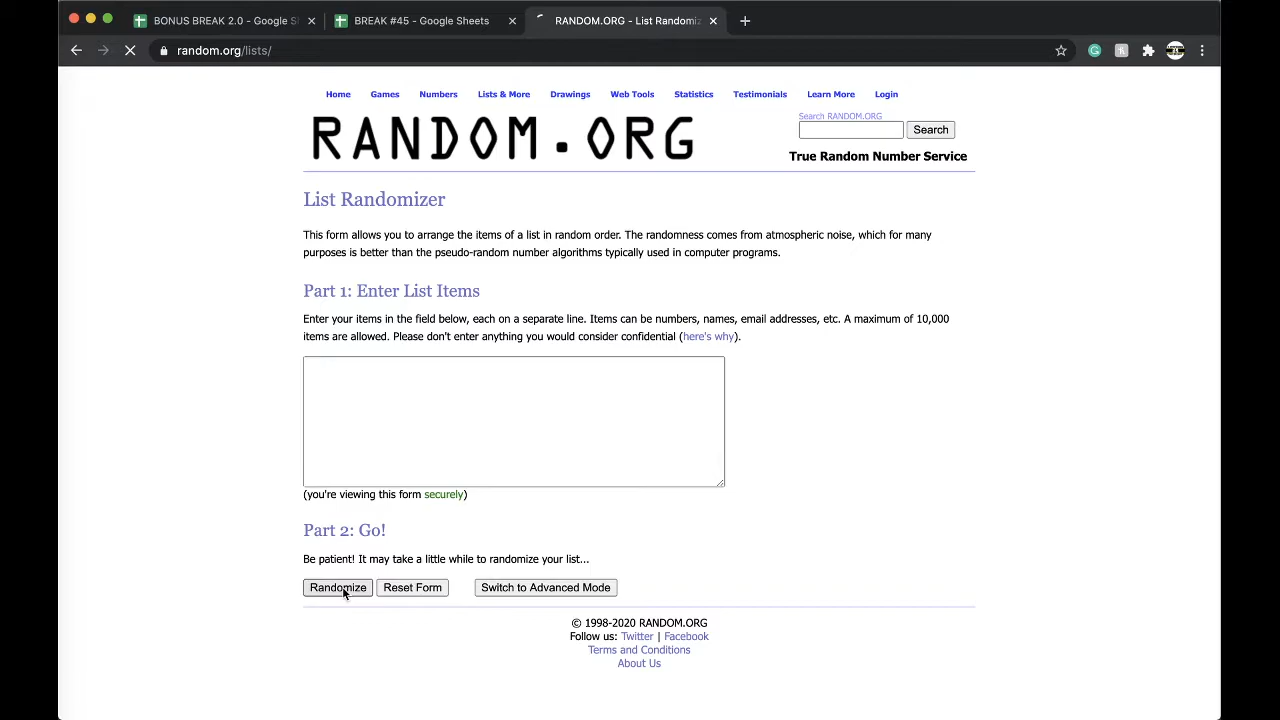 BONUS BREAK 2.0 - Google S
BREAK #45 - Google Sheets
RANDOM.ORG - List Randomiz
random.org/lists/
Home Games Numbers Lists & More Drawings Web Tools Statistics Testimonials Learn More Login
RANDOM.ORG
Search RANDOM.ORG
Search
True Random Number Service
List Randomizer
This form allows you to arrange the items of a list in random order. The randomness comes from atmospheric noise, which for many
purposes is better than the pseudo-random number algorithms typically used in computer programs.
Part 1: Enter List Items
Enter your items in the field below, each on a separate line. Items can be numbers, names, email addresses, etc. A maximum of 10,000
items are allowed. Please don't enter anything you would consider confidential (here's why).
(you're viewing this form securely)
Part 2: Go!
Be patient! It may take a little while to randomize your list...
Randomize Reset Form Switch to Advanced Mode
© 1998-2020 RANDOM.ORG
Follow us: Twitter | Facebook
Terms and Conditions
About Us